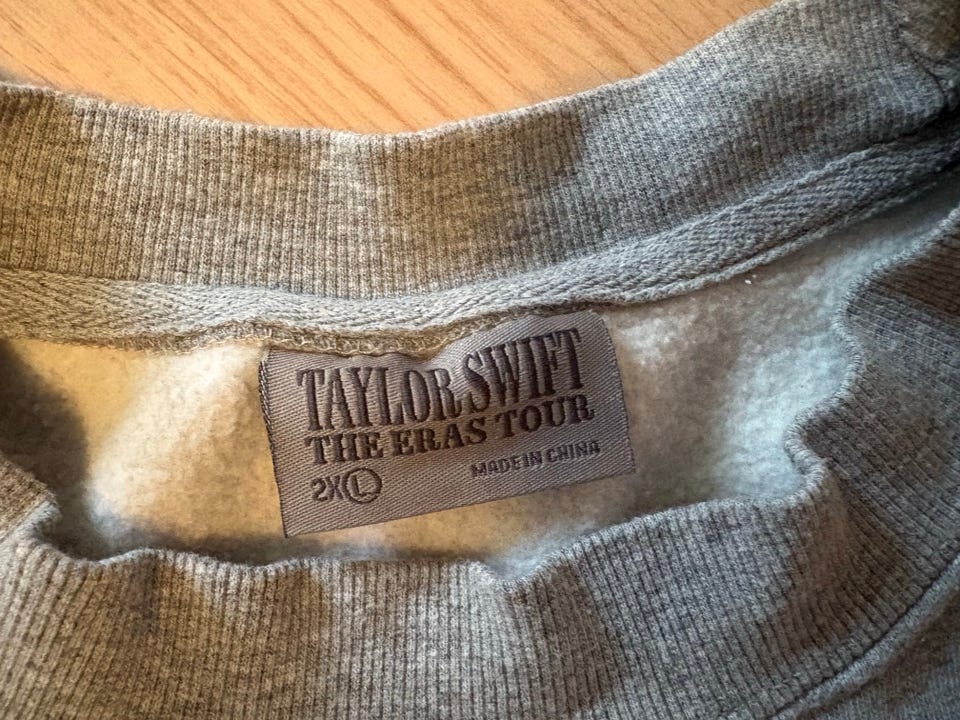 TAYLOR SWIFT
THE ERAS TOUR
2XⓁ MADE IN CHINA